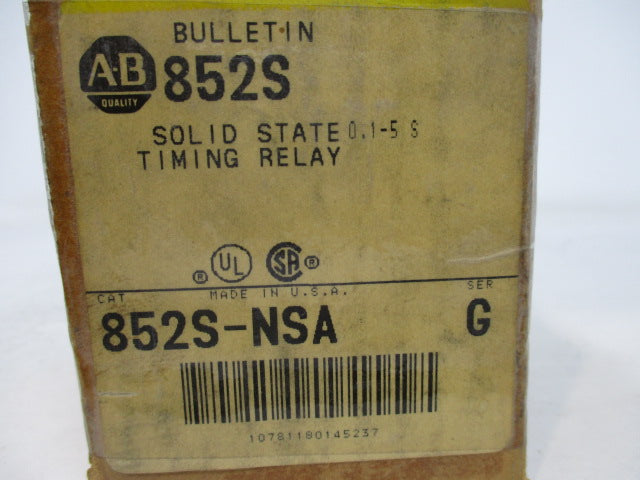 BULLETIN
A-B
QUALITY
852S
SOLID STATE 0.1-5 S
TIMING RELAY
® UL SA ®
MADE IN U.S.A.
CAT SER
852S-NSA G
10781180145237